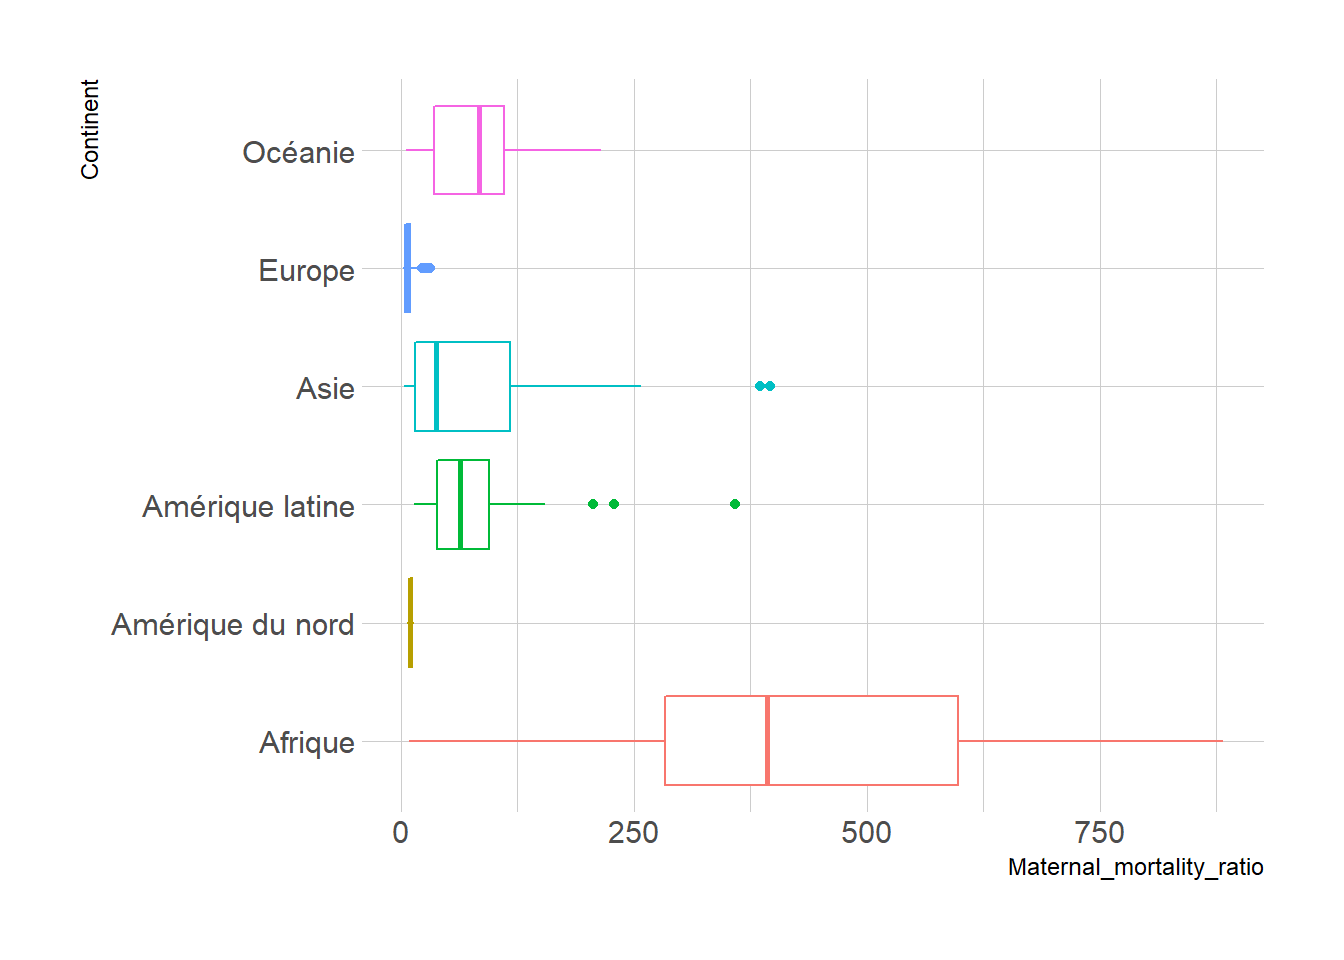 Continent
Océanie
Europe
Asie
Amérique latine
Amérique du nord
Afrique
0 250 500 750
Maternal_mortality_ratio